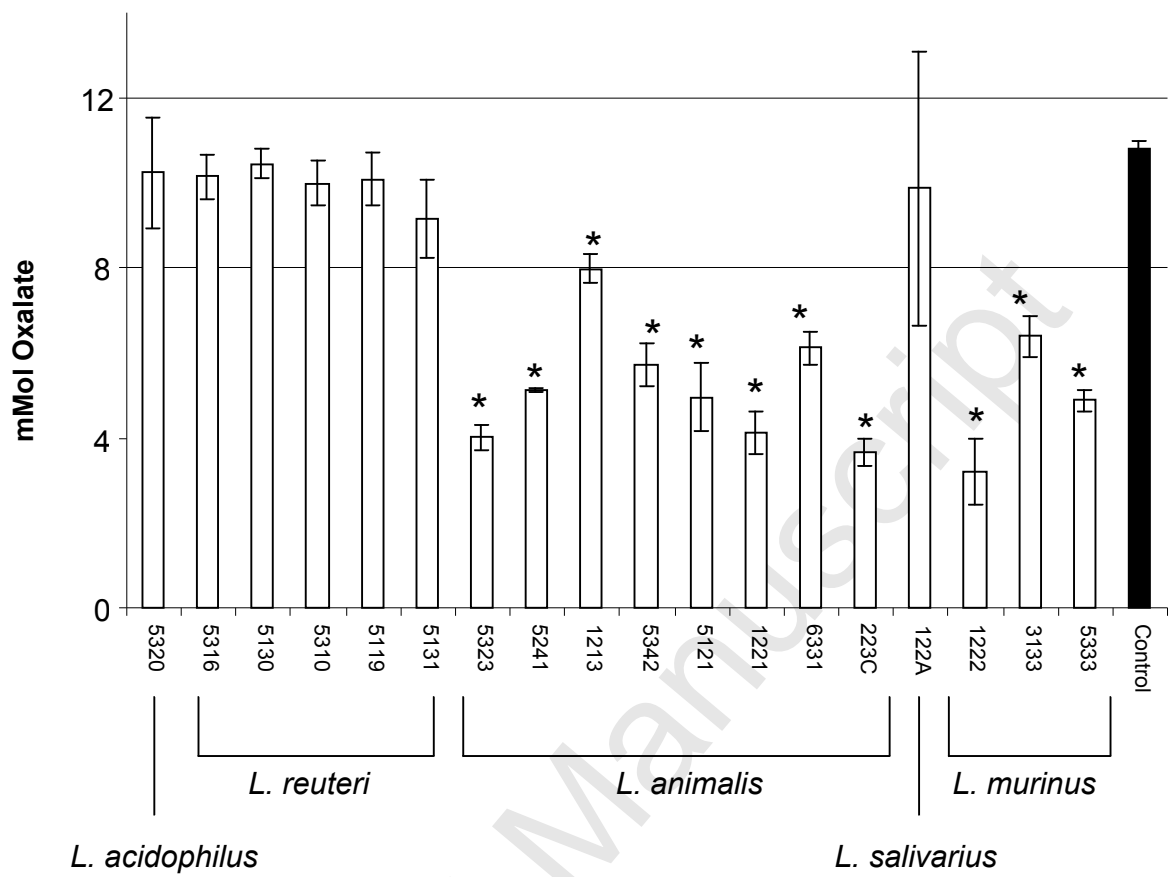 mMol Oxalate
12
8
4
0
* * * * * * * * * * *
5320 5316 5130 5310 5119 5131 5323 5241 1213 5342 5121 1221 6331 223C 122A 1222 3133 5333 Control
L. reuteri L. animalis L. murinus
L. acidophilus L. salivarius
Manuscript